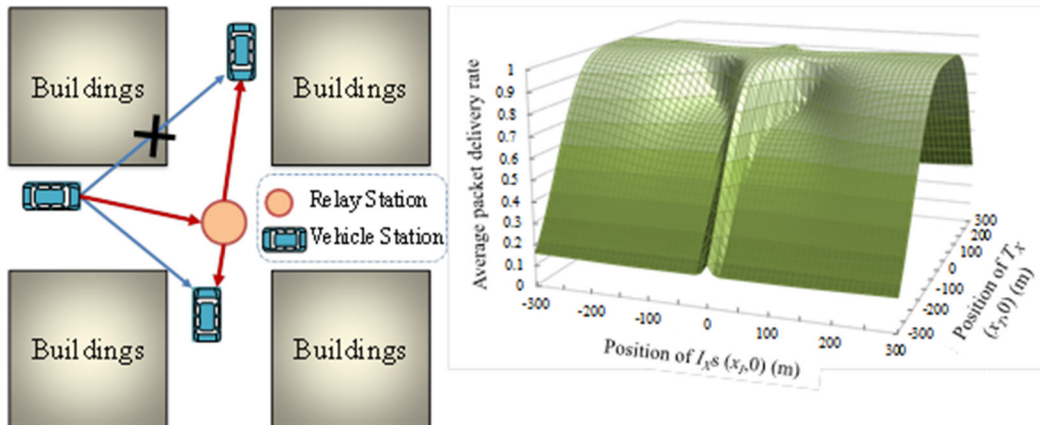 Buildings
Buildings
Relay Station
Vehicle Station
Buildings
Buildings
Average packet delivery rate
1
0.9
0.8
0.7
0.6
0.5
0.4
0.3
0.2
0.1
0
-300
-200
-100
0
100
200
300
Position of Iₓs (x_I,0) (m)
300
200
100
0
-100
-200
-300
Position of Tₓ
(x_T,0) (m)